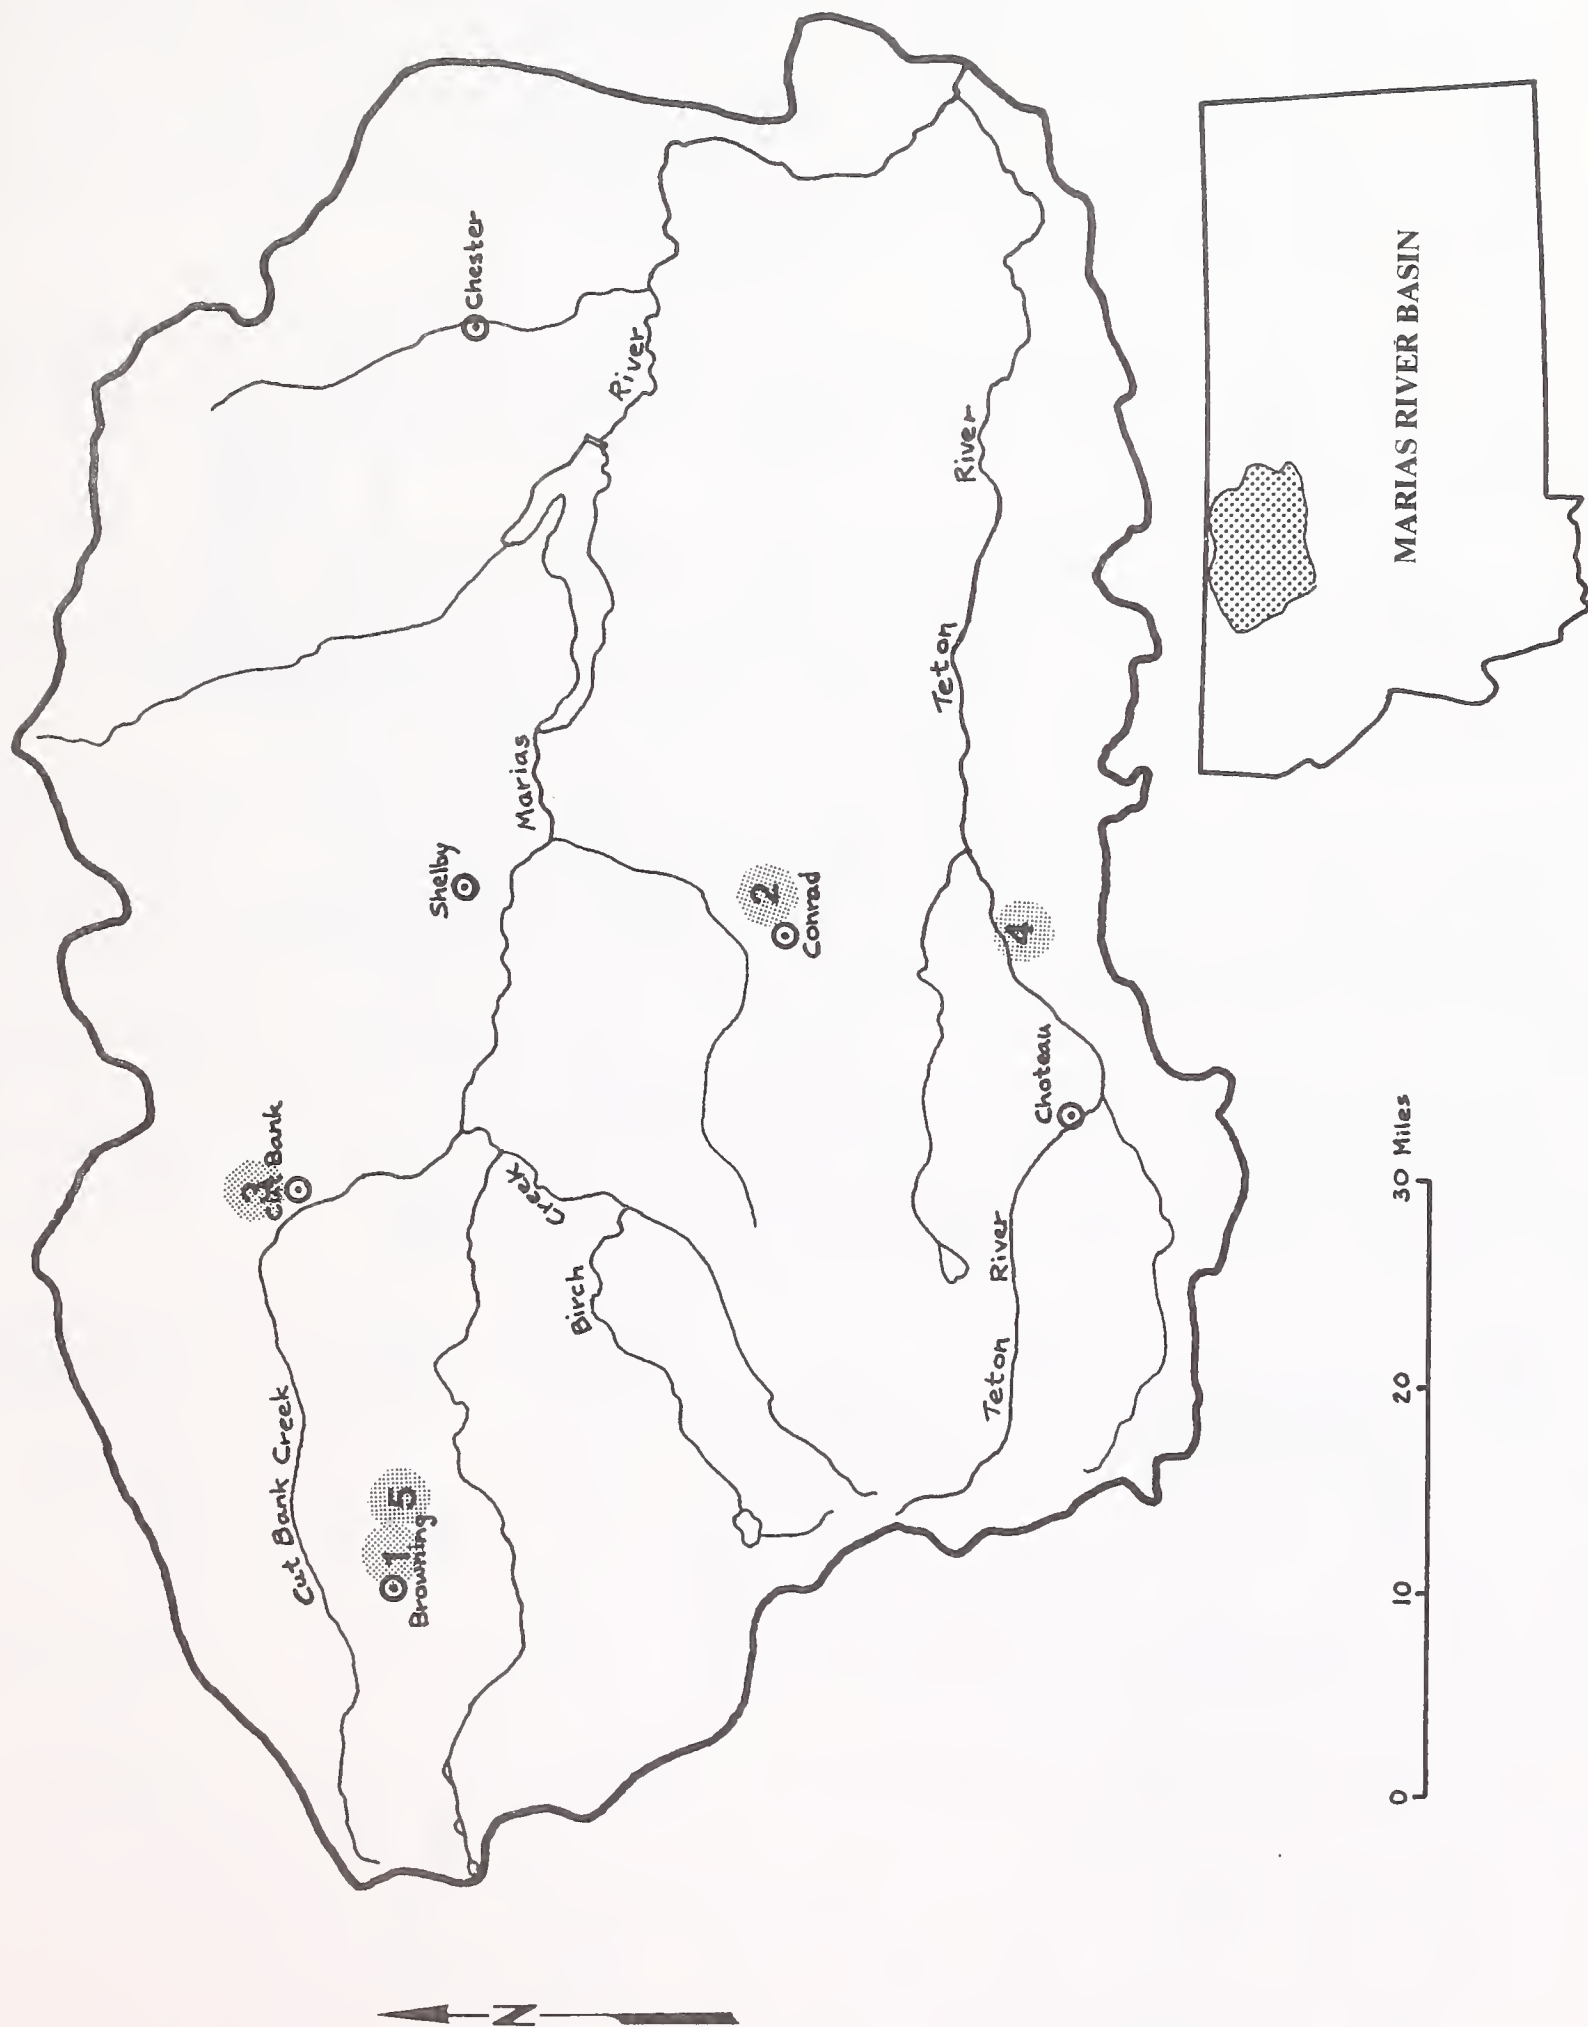 Cut Bank Creek
3
Cut Bank
1
5
Browning
Shelby
Chester
Marias
River
Birch
Creek
2
Conrad
Teton
River
Teton
River
Choteau
4
N
0
10
20
30 Miles
MARIAS RIVER BASIN